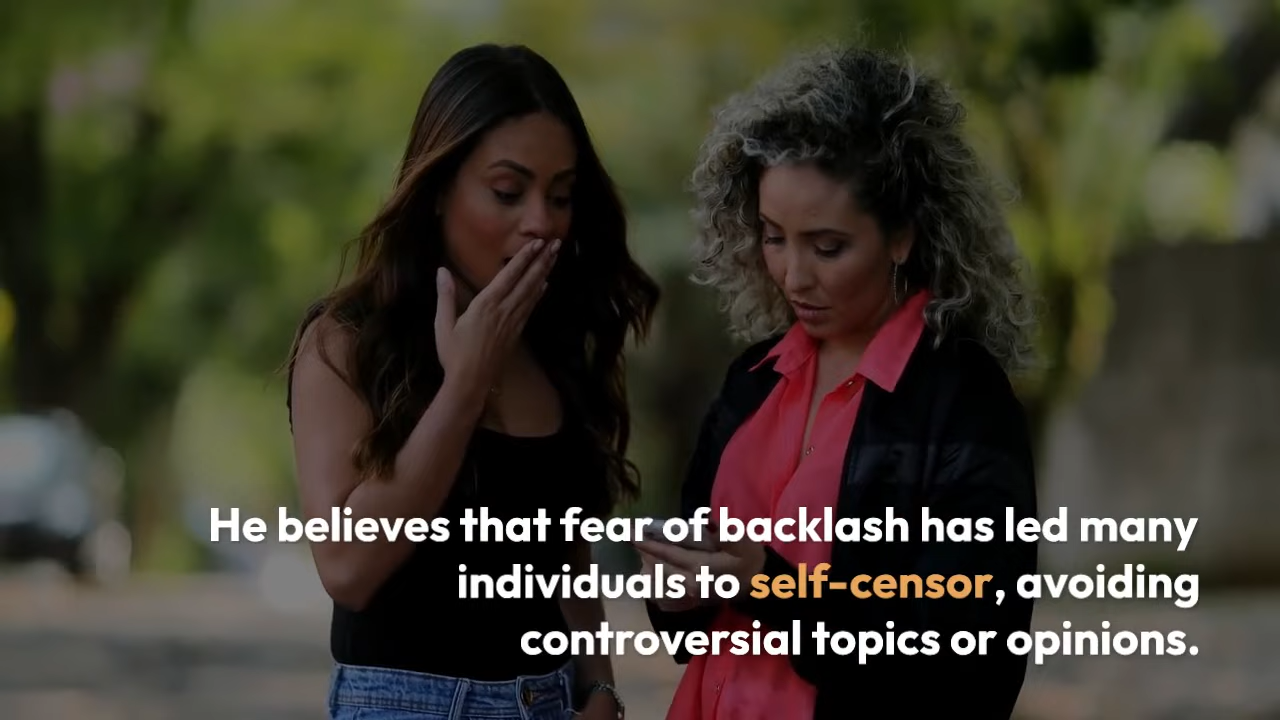 He believes that fear of backlash has led many
individuals to self-censor, avoiding
controversial topics or opinions.